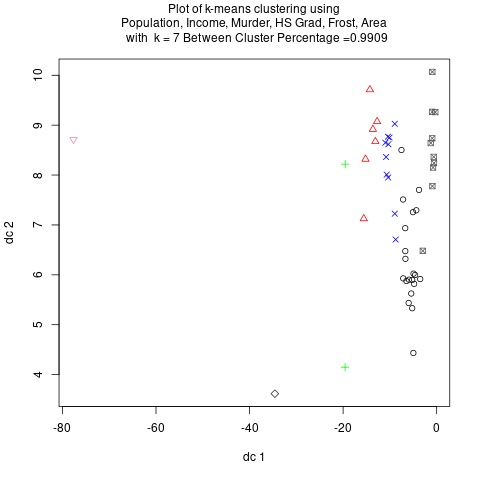 Plot of k-means clustering using
Population, Income, Murder, HS Grad, Frost, Area
with k = 7 Between Cluster Percentage =0.9909
10
9
8
7
6
5
4
dc 2
-80
-60
-40
-20
0
dc 1